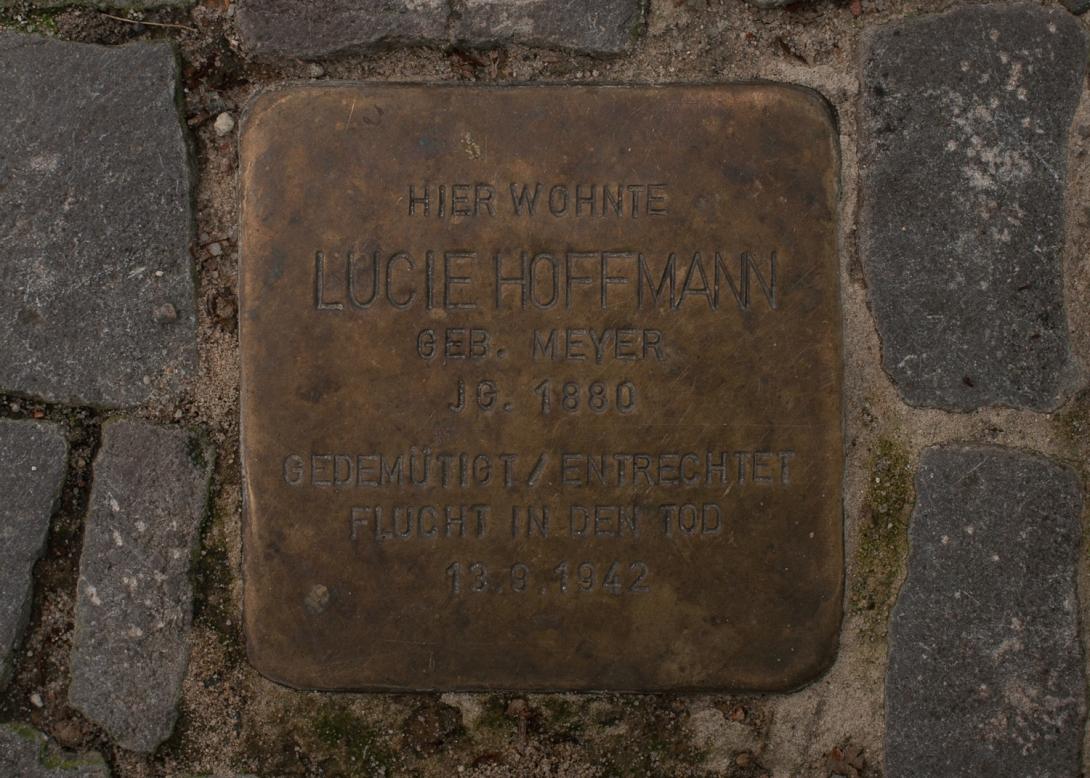 HIER WOHNTE
LUCIE HOFFMANN
GEB. MEYER
JG. 1880
GEDEMÜTIGT / ENTRECHTET
FLUCHT IN DEN TOD
13.9.1942